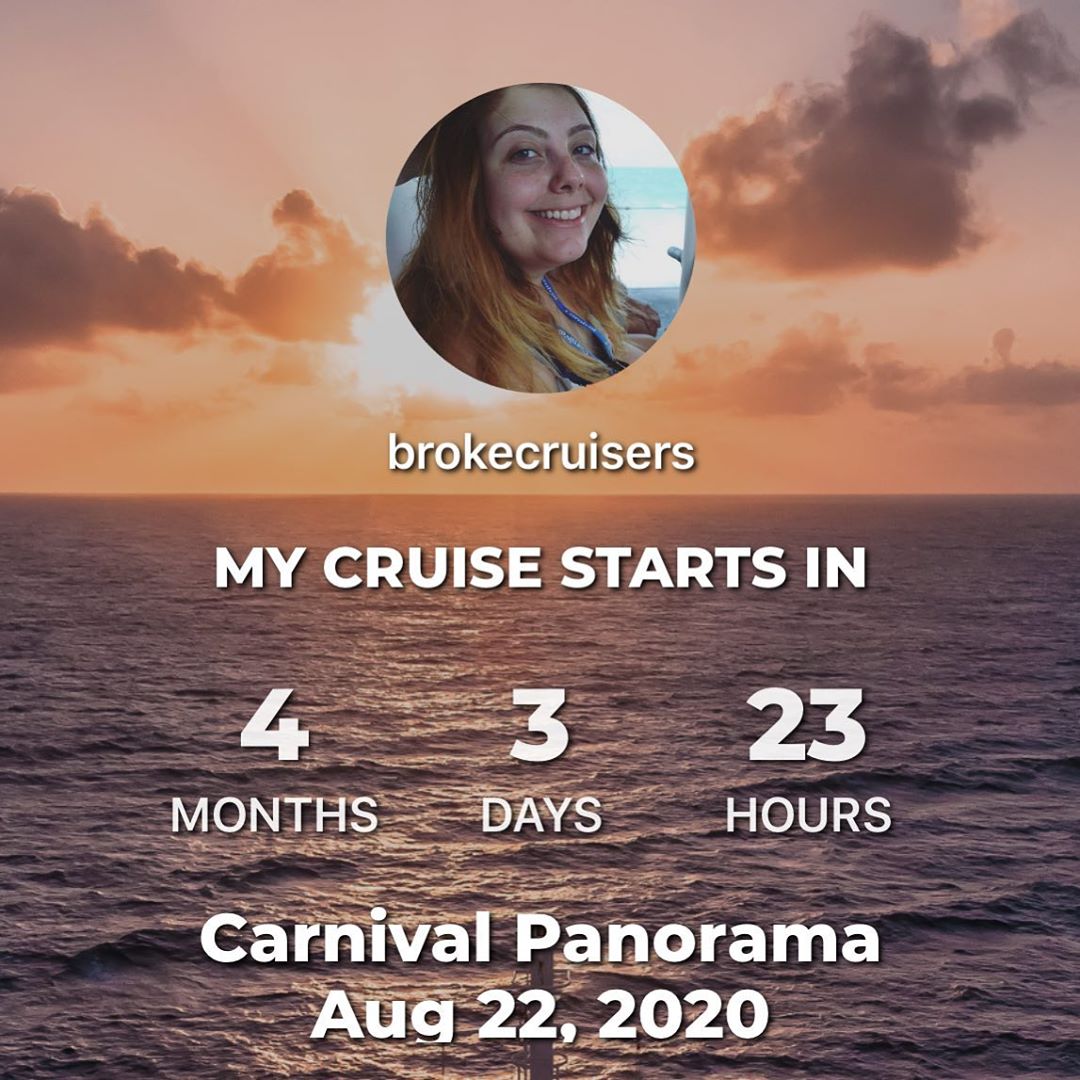 brokecruisers
MY CRUISE STARTS IN
4 3 23
MONTHS DAYS HOURS
Carnival Panorama
Aug 22, 2020